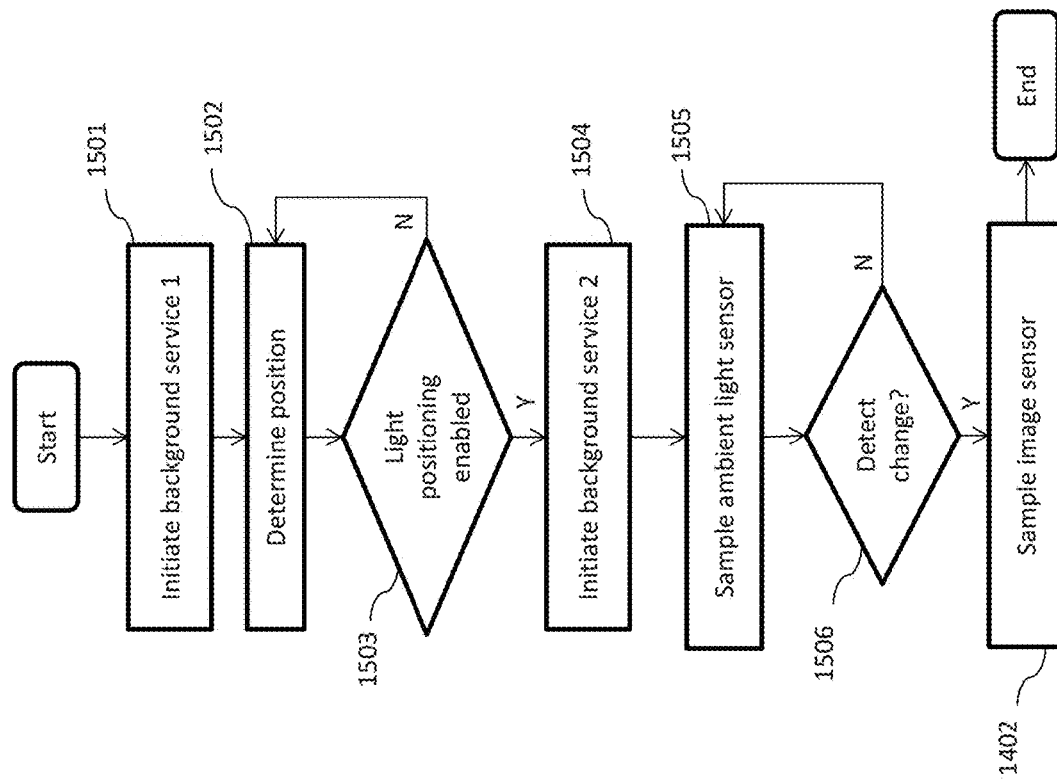 Start
1501
Initiate background service 1
1502
Determine position
Light
positioning
enabled
N
1503
Y
1504
Initiate background service 2
1505
Sample ambient light sensor
Detect
change?
N
1506
Y
Sample image sensor
1402
End